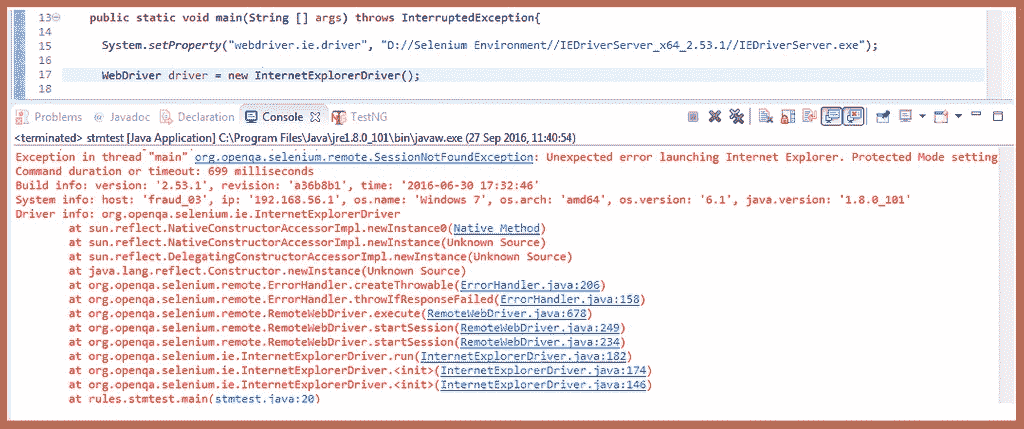 13 public static void main(String [] args) throws InterruptedException{
14
15 System.setProperty("webdriver.ie.driver", "D://Selenium Environment//IEDriverServer_x64_2.53.1//IEDriverServer.exe");
16
17 WebDriver driver = new InternetExplorerDriver();
18
Problems @ Javadoc Declaration Console TestNG
<terminated> stmtest [Java Application] C:\Program Files\Java\jre1.8.0_101\bin\javaw.exe (27 Sep 2016, 11:40:54)
Exception in thread "main" org.openqa.selenium.remote.SessionNotFoundException: Unexpected error launching Internet Explorer. Protected Mode setting
Command duration or timeout: 699 milliseconds
Build info: version: '2.53.1', revision: 'a36b8b1', time: '2016-06-30 17:32:46'
System info: host: 'fraud_03', ip: '192.168.56.1', os.name: 'Windows 7', os.arch: 'amd64', os.version: '6.1', java.version: '1.8.0_101'
Driver info: org.openqa.selenium.ie.InternetExplorerDriver
at sun.reflect.NativeConstructorAccessorImpl.newInstance0(Native Method)
at sun.reflect.NativeConstructorAccessorImpl.newInstance(Unknown Source)
at sun.reflect.DelegatingConstructorAccessorImpl.newInstance(Unknown Source)
at java.lang.reflect.Constructor.newInstance(Unknown Source)
at org.openqa.selenium.remote.ErrorHandler.createThrowable(ErrorHandler.java:206)
at org.openqa.selenium.remote.ErrorHandler.throwIfResponseFailed(ErrorHandler.java:158)
at org.openqa.selenium.remote.RemoteWebDriver.execute(RemoteWebDriver.java:678)
at org.openqa.selenium.remote.RemoteWebDriver.startSession(RemoteWebDriver.java:249)
at org.openqa.selenium.remote.RemoteWebDriver.startSession(RemoteWebDriver.java:234)
at org.openqa.selenium.ie.InternetExplorerDriver.run(InternetExplorerDriver.java:182)
at org.openqa.selenium.ie.InternetExplorerDriver.<init>(InternetExplorerDriver.java:174)
at org.openqa.selenium.ie.InternetExplorerDriver.<init>(InternetExplorerDriver.java:146)
at rules.stmtest.main(stmtest.java:20)